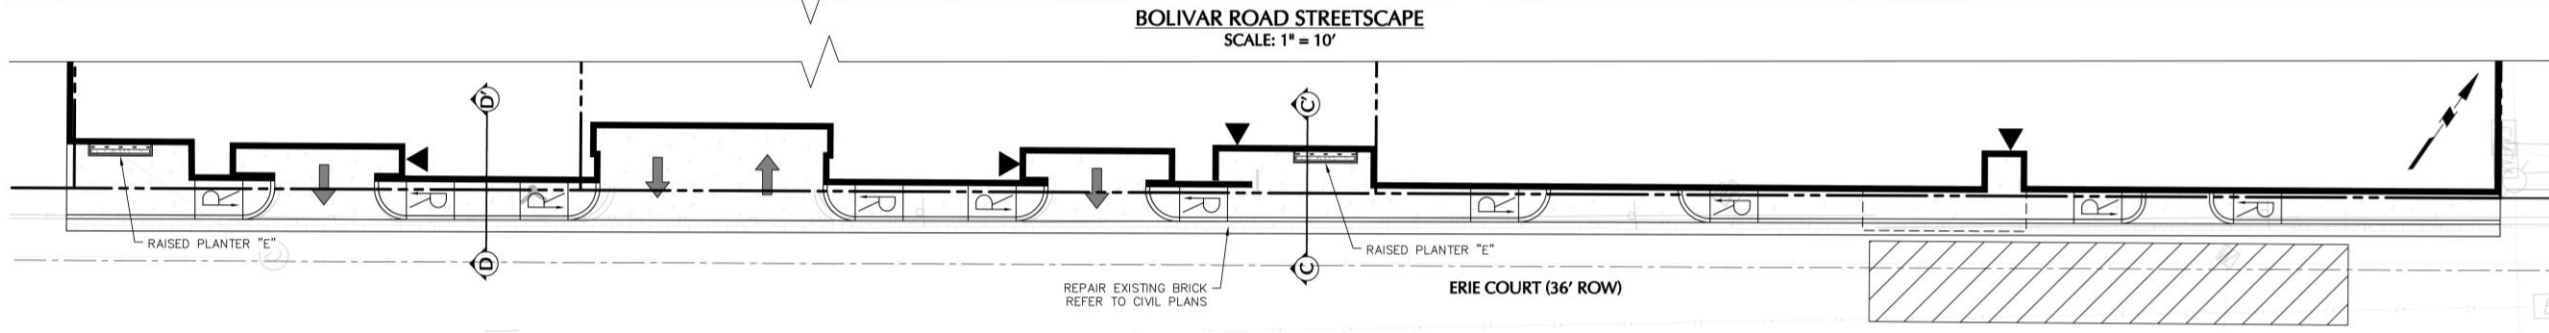 BOLIVAR ROAD STREETSCAPE
SCALE: 1" = 10'
D'
C'
R R R R R R R R R R
RAISED PLANTER "E"
D
REPAIR EXISTING BRICK
REFER TO CIVIL PLANS
C
RAISED PLANTER "E"
ERIE COURT (36' ROW)